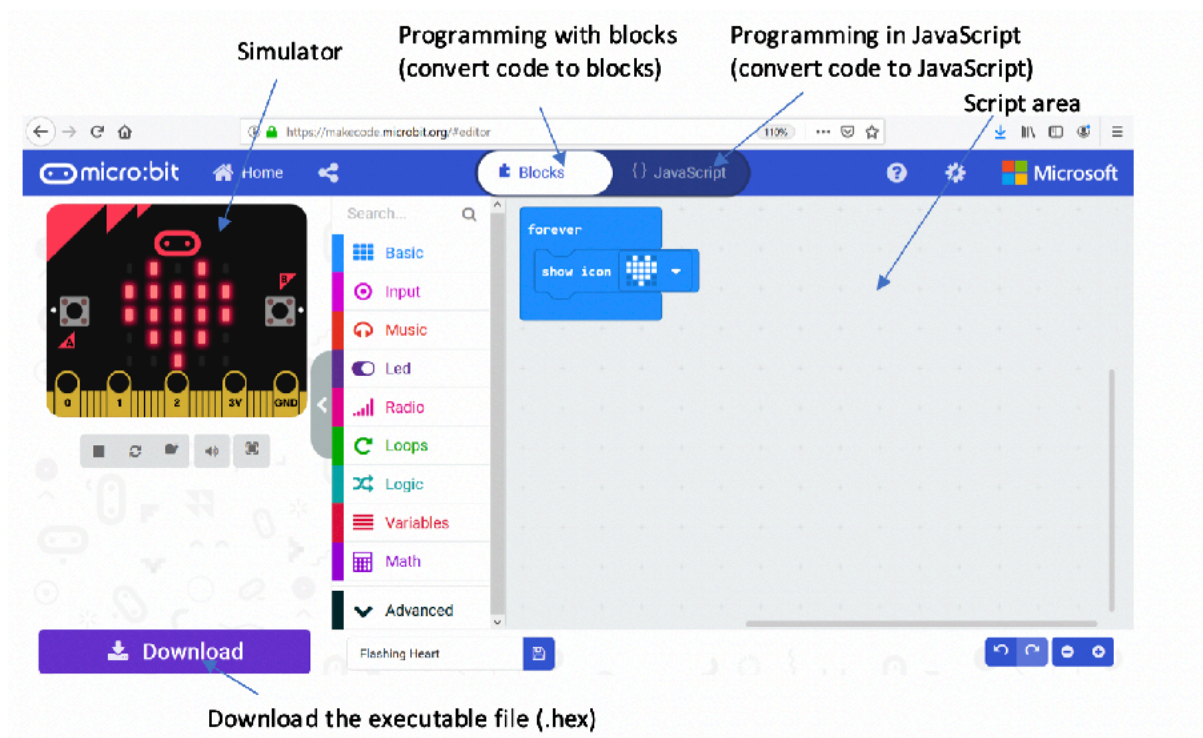 Simulator
Programming with blocks
(convert code to blocks)
Programming in JavaScript
(convert code to JavaScript)
Script area
https://makecode.microbit.org/#editor
110%
micro:bit
Home
Blocks
{} JavaScript
?
Microsoft
Search...
Basic
Input
Music
Led
Radio
Loops
Logic
Variables
Math
Advanced
forever
show icon
A
B
0
1
2
3V
GND
Download
Flashing Heart
Download the executable file (.hex)